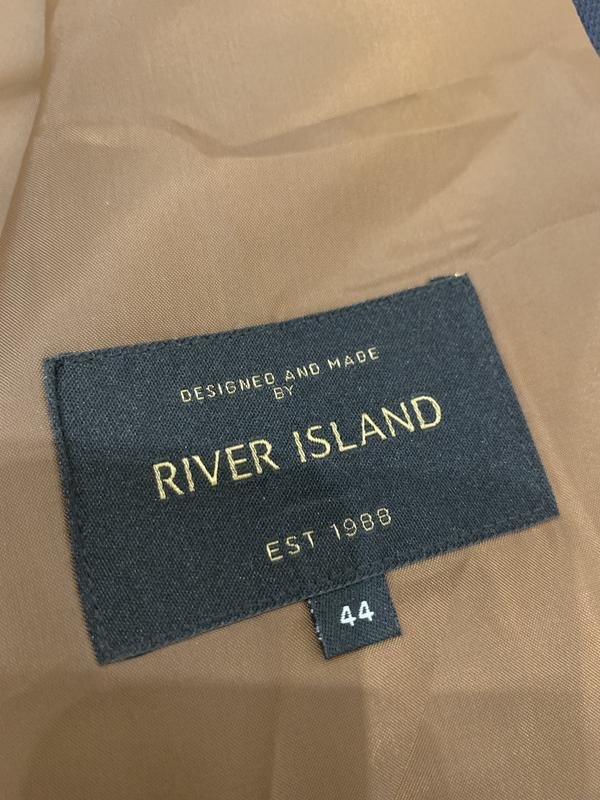 DESIGNED AND MADE
BY
RIVER ISLAND
EST 1988
44